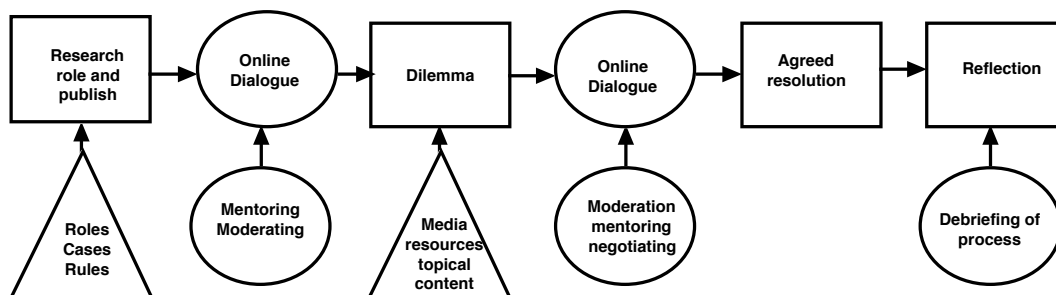 Research
role and
publish
Online
Dialogue
Dilemma
Online
Dialogue
Agreed
resolution
Reflection
Roles
Cases
Rules
Mentoring
Moderating
Media
resources
topical
content
Moderation
mentoring
negotiating
Debriefing of
process